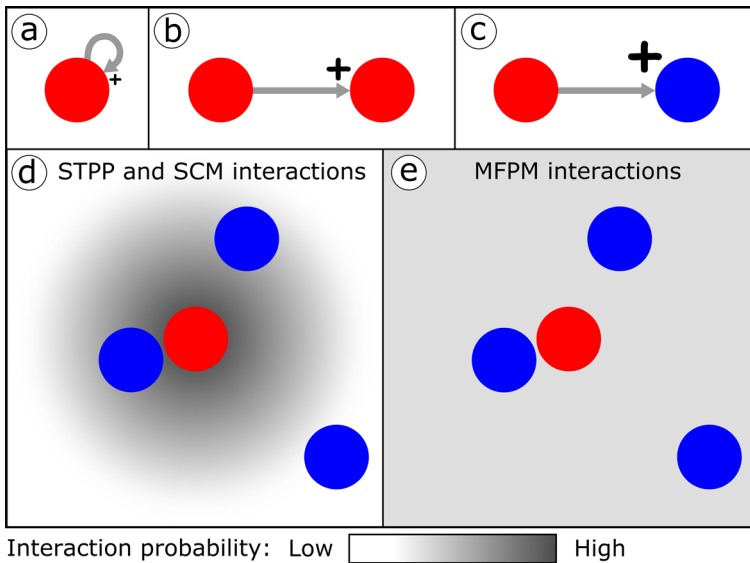 a
b
c
+
+
+
d STPP and SCM interactions
e MFPM interactions
Interaction probability: Low High